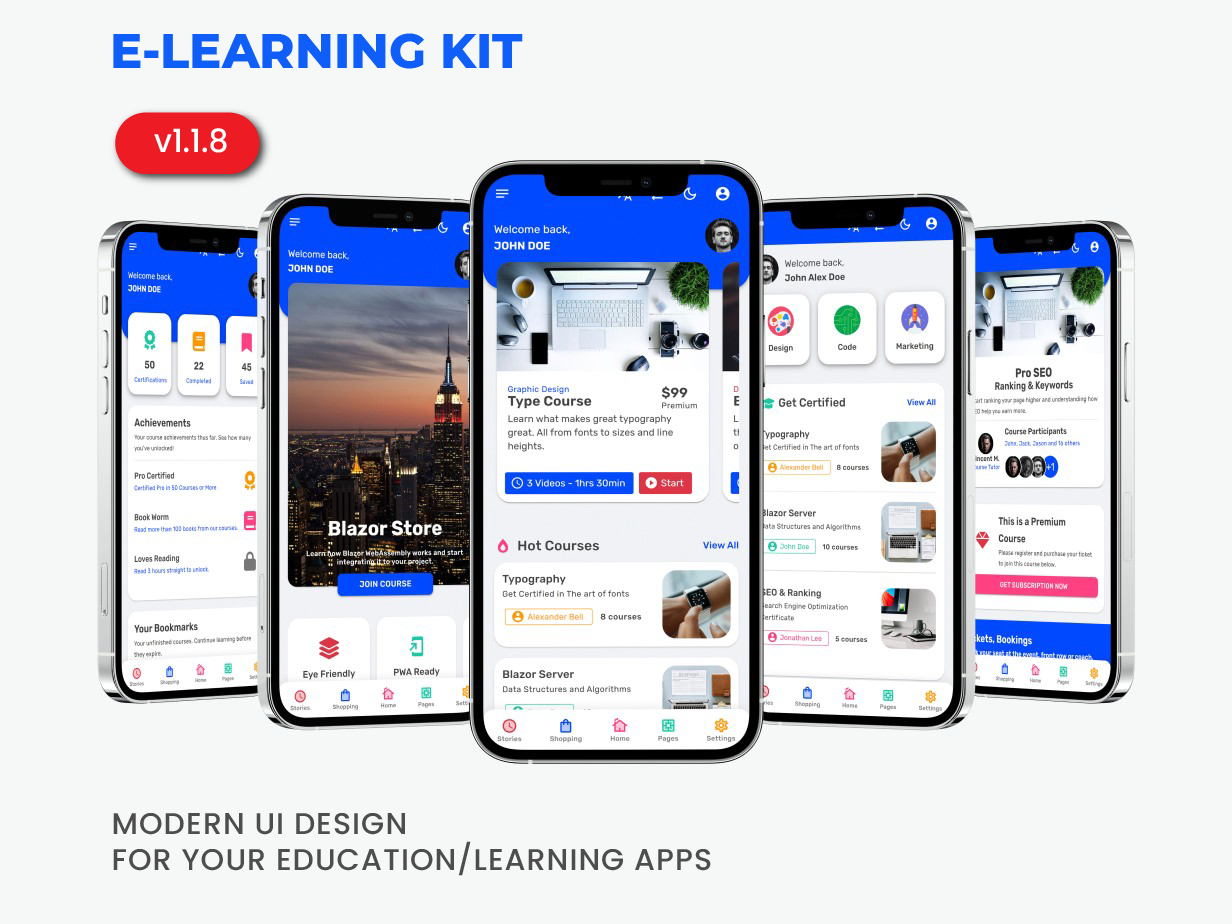 E-LEARNING KIT
v1.1.8
Welcome back,
JOHN DOE
50
Certifications
22
Completed
45
Saved
Achievements
Your course achievements thus far. See how many
you've unlocked!
Pro Certified
Certified Pro in 50 Courses or More
Book Worm
Read more than 100 books from our courses.
Loves Reading
Read 3 hours straight to unlock.
Your Bookmarks
Your unfinished courses. Continue learning before
they expire.
Stories
Shopping
Home
Pages
Welcome back,
JOHN DOE
Blazor Store
Learn how Blazor WebAssembly works and start
integrating it to your project.
JOIN COURSE
Eye Friendly
PWA Ready
Stories
Shopping
Home
Pages
Welcome back,
JOHN DOE
Graphic Design
Type Course
$99
Premium
Learn what makes great typography
great. All from fonts to sizes and line
heights.
3 Videos - 1hrs 30min
Start
Hot Courses
View All
Typography
Get Certified in The art of fonts
Alexander Bell
8 courses
Blazor Server
Data Structures and Algorithms
Stories
Shopping
Home
Pages
Settings
Welcome back,
John Alex Doe
Design
Code
Marketing
Get Certified
View All
Typography
Get Certified in The art of fonts
Alexander Bell
8 courses
Blazor Server
Data Structures and Algorithms
John Doe
10 courses
SEO & Ranking
Search Engine Optimization
Certificate
Jonathan Lee
5 courses
Shopping
Home
Pages
Settings
Pro SEO
Ranking & Keywords
ranking your page higher and understanding how
help you earn more.
Course Participants
John, Jack, Jason and 16 others
Vincent M.
Course Tutor
+1
This is a Premium
Course
Please register and purchase your ticket
to join this course below.
GET SUBSCRIPTION NOW
Bookings
your seat at the event, front row or coach,
Shopping
Home
Pages
Settings
MODERN UI DESIGN
FOR YOUR EDUCATION/LEARNING APPS